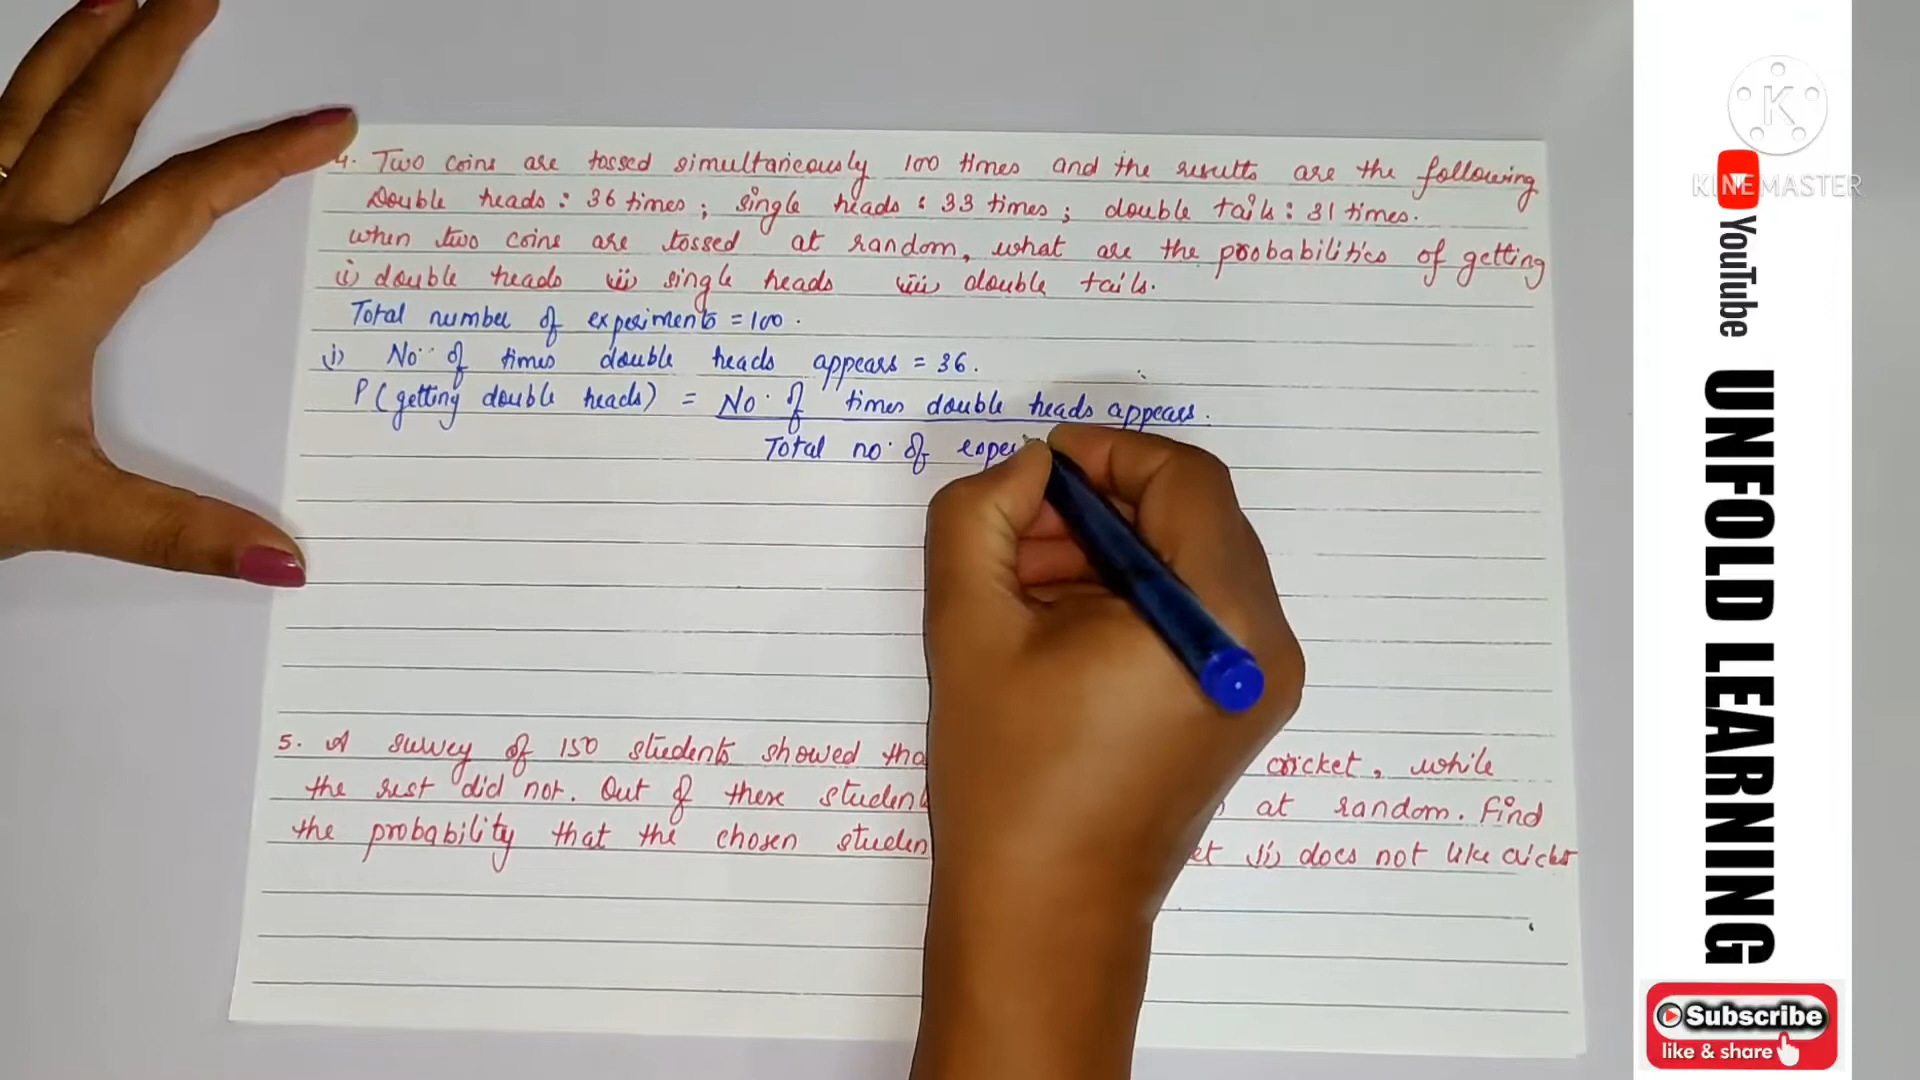 4. Two coins are tossed simultaneously 100 times and the results are the following
Double heads : 36 times ; single heads : 33 times ; double tails : 31 times.
when two coins are tossed at random, what are the probabilities of getting
i) double heads ii) single heads iii) double tails.
Total number of experiments = 100.
i) No. of times double heads appears = 36.
P (getting double heads) = No. of times double heads appears.
Total no. of expe
5. A survey of 150 students showed tha cricket, while
the rest did not. Out of these student at random. Find
the probability that the chosen studen et ii) does not like cricket
K
KINEMASTER
YouTube
UNFOLD LEARNING
Subscribe
like & share